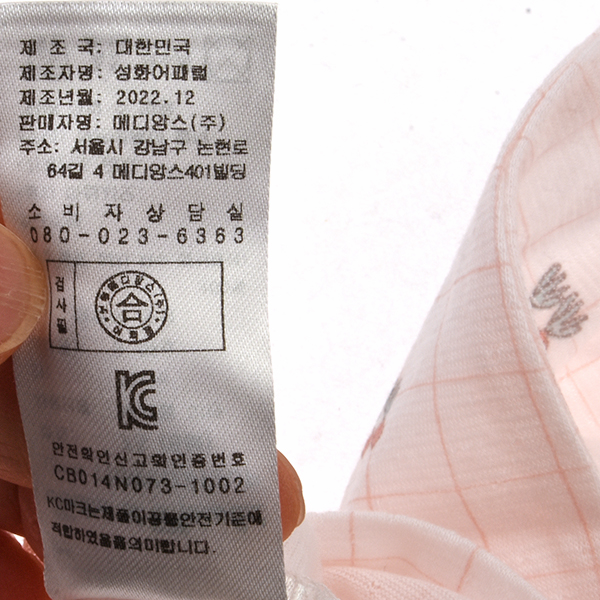 제 조 국: 대한민국
제조자명: 성화어패럴
제조년월: 2022.12
판매자명: 메디앙스(주)
주소: 서울시 강남구 논현로
64길 4 메디앙스401빌딩
소 비 자 상 담 실
080-023-6363
검사필
합
KC
안전확인신고확인증번호
CB014N073-1002
KC마크는제품이공통안전기준에
적합하였음을의미합니다.